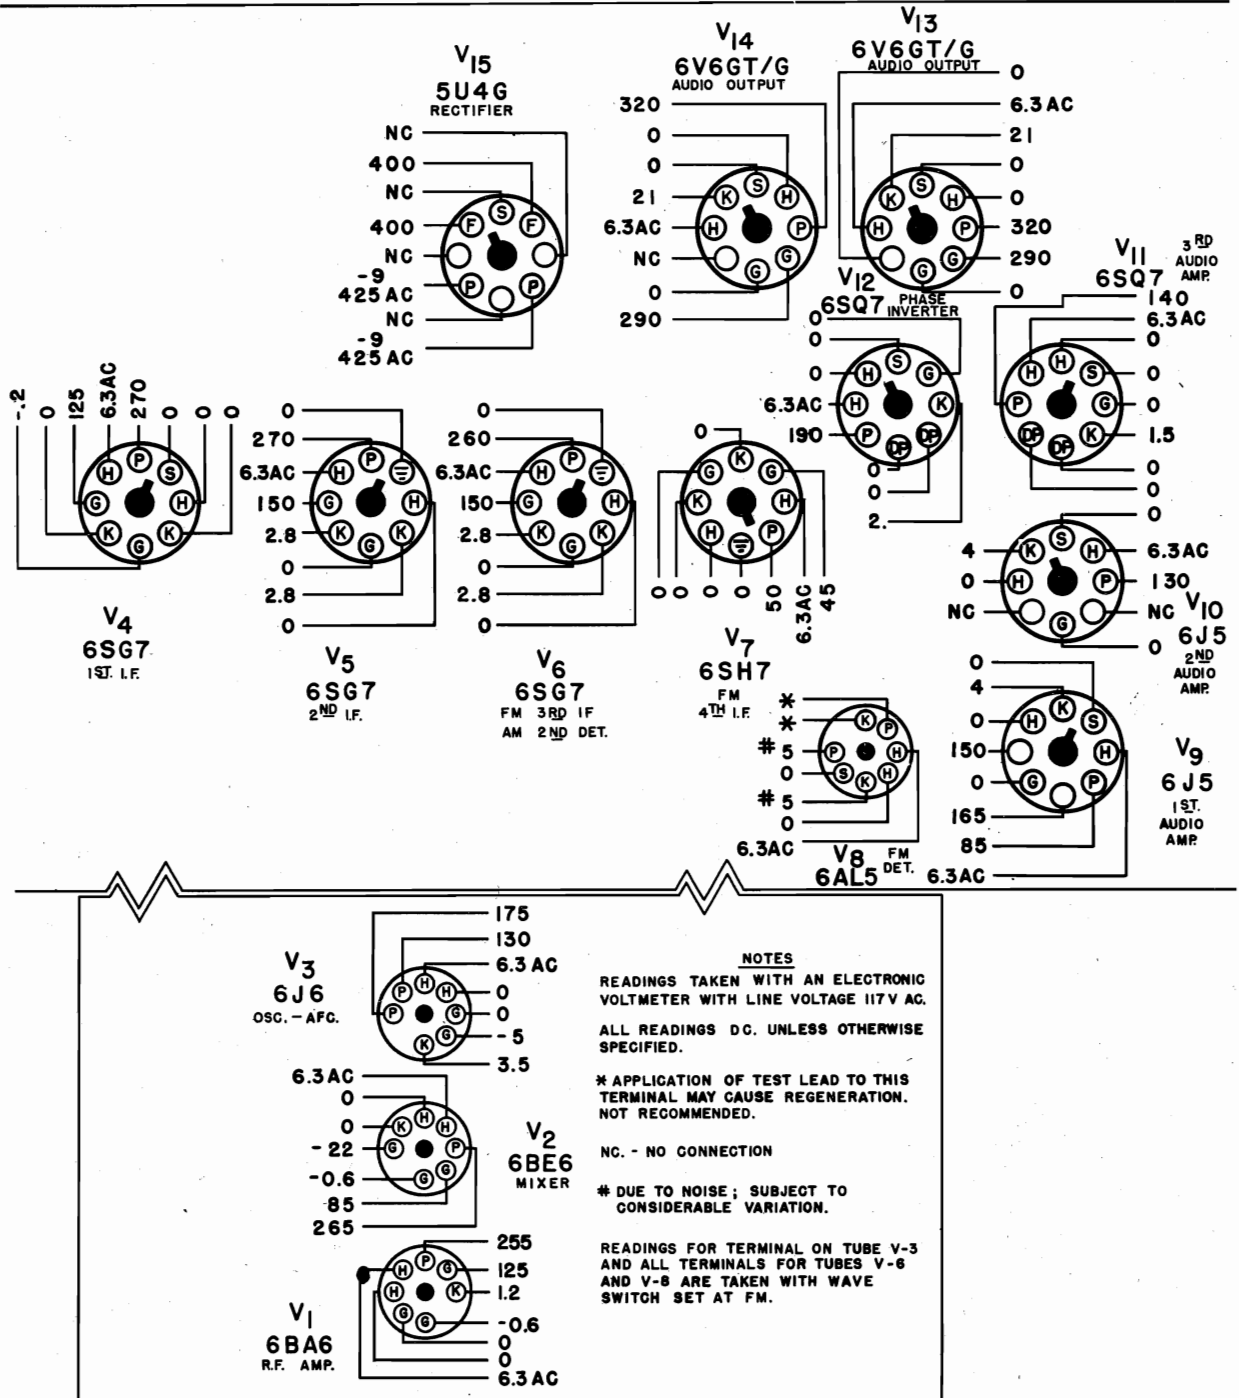 V15
5U4G
RECTIFIER
NC
400
NC
400
NC
-9
425 AC
NC
-9
425 AC
F
S
F
P
P
V14
6V6GT/G
AUDIO OUTPUT
320
0
0
21
6.3AC
NC
0
290
K
S
H
H
P
G
G
V13
6V6GT/G
AUDIO OUTPUT
0
6.3AC
21
0
0
320
290
0
K
S
H
H
P
G
G
V12
6SQ7 PHASE INVERTER
0
0
0
6.3AC
190
0
0
2.
H
S
G
H
K
P
DP
DP
V11
6SQ7
3RD
AUDIO
AMP.
140
6.3AC
0
0
0
1.5
0
0
H
H
S
P
G
DP
DP
K
-.2
0
125
6.3AC
270
0
0
0
H
P
S
G
H
K
G
K
V4
6SG7
1ST. I.F.
0
270
6.3AC
150
2.8
0
2.8
0
H
P
G
H
K
G
K
V5
6SG7
2ND I.F.
0
260
6.3AC
150
2.8
0
2.8
0
H
P
G
H
K
G
K
V6
6SG7
FM 3RD IF
AM 2ND DET.
0
G
K
G
K
H
H
P
0
0
0
0
50
6.3AC
45
V7
6SH7
FM
4TH I.F.
0
4
6.3AC
0
130
NC
NC
0
K
S
H
H
P
G
V10
6J5
2ND
AUDIO
AMP.
*
*
# 5
0
# 5
0
6.3AC
K
P
P
H
S
K
H
V8
6AL5
FM
DET.
0
4
0
150
0
165
85
6.3AC
H
K
S
H
G
P
V9
6J5
1ST.
AUDIO
AMP.
175
130
6.3 AC
0
0
-5
3.5
P
H
H
P
G
G
K
V3
6J6
OSC. - AFC.
6.3AC
0
0
-22
-0.6
85
265
K
H
H
G
P
G
G
V2
6BE6
MIXER
255
125
1.2
-0.6
0
0
6.3AC
H
P
G
H
K
G
G
V1
6BA6
R.F. AMP.
NOTES
READINGS TAKEN WITH AN ELECTRONIC
VOLTMETER WITH LINE VOLTAGE 117V AC.
ALL READINGS DC. UNLESS OTHERWISE
SPECIFIED.
* APPLICATION OF TEST LEAD TO THIS
TERMINAL MAY CAUSE REGENERATION.
NOT RECOMMENDED.
NC. - NO CONNECTION
# DUE TO NOISE; SUBJECT TO
CONSIDERABLE VARIATION.
READINGS FOR TERMINAL ON TUBE V-3
AND ALL TERMINALS FOR TUBES V-6
AND V-8 ARE TAKEN WITH WAVE
SWITCH SET AT FM.